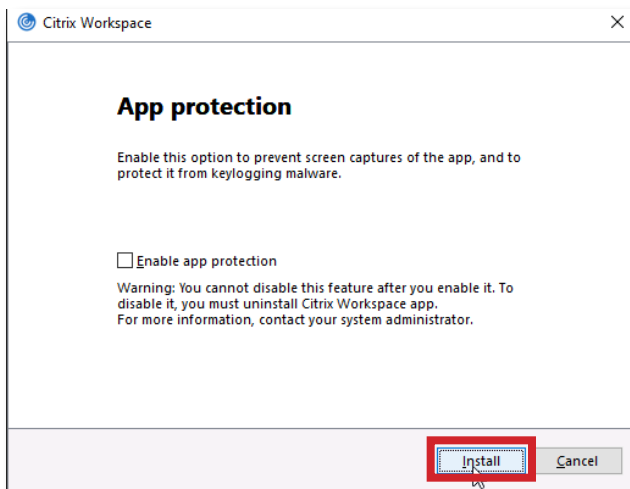 Citrix Workspace
App protection
Enable this option to prevent screen captures of the app, and to
protect it from keylogging malware.
Enable app protection
Warning: You cannot disable this feature after you enable it. To
disable it, you must uninstall Citrix Workspace app.
For more information, contact your system administrator.
Install
Cancel